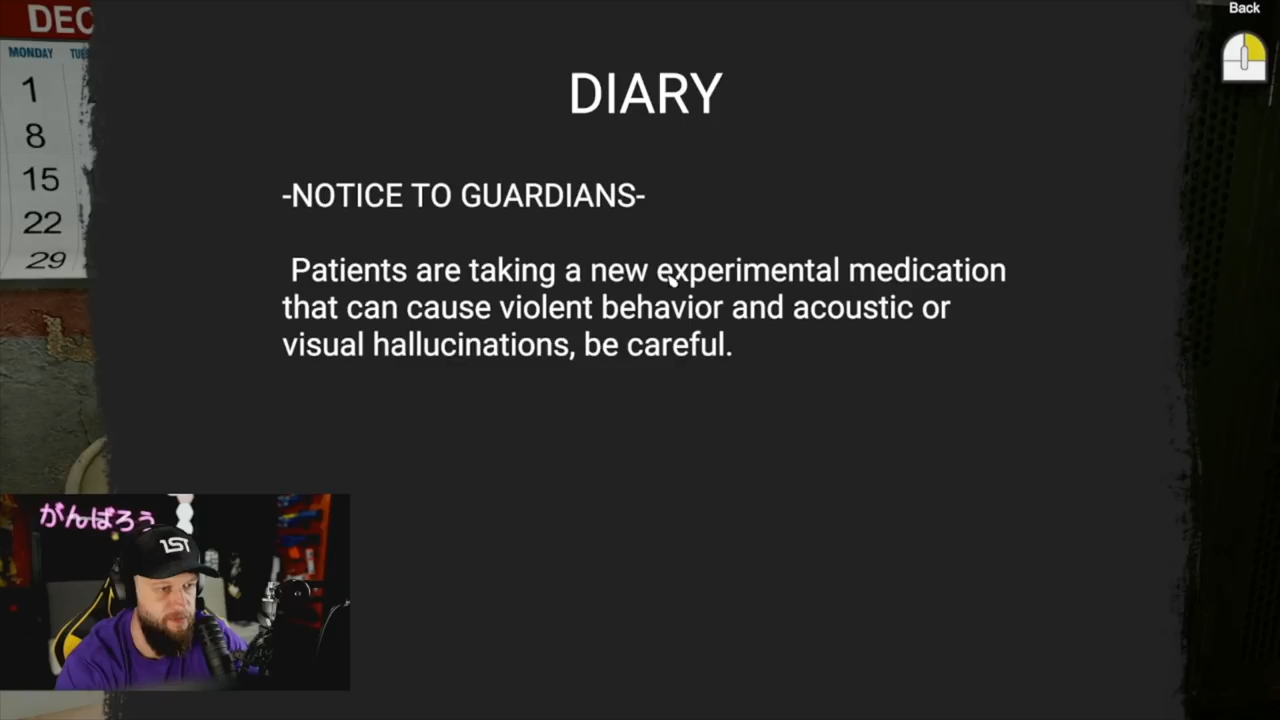 Back
DEC
MONDAY TUES
1
8
15
22
29
DIARY
-NOTICE TO GUARDIANS-
Patients are taking a new experimental medication
that can cause violent behavior and acoustic or
visual hallucinations, be careful.
がんばろう